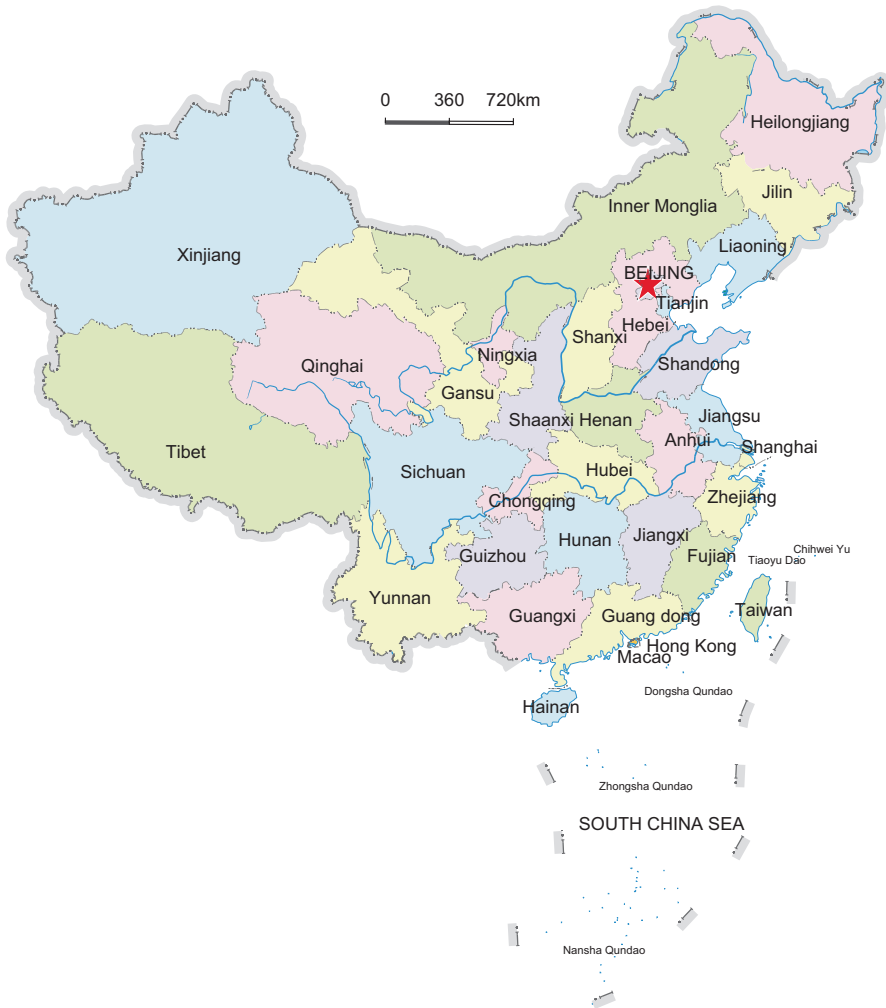 0 360 720km
Heilongjiang
Jilin
Inner Monglia
Liaoning
Xinjiang
BEIJING
Tianjin
Hebei
Shanxi
Ningxia
Shandong
Qinghai
Gansu
Shaanxi Henan
Jiangsu
Anhui
Shanghai
Tibet
Sichuan
Hubei
Chongqing
Zhejiang
Jiangxi
Hunan
Guizhou
Fujian
Tiaoyu Dao
Chihwei Yu
Yunnan
Guangxi
Guang dong
Taiwan
Hong Kong
Macao
Dongsha Qundao
Hainan
Zhongsha Qundao
SOUTH CHINA SEA
Nansha Qundao